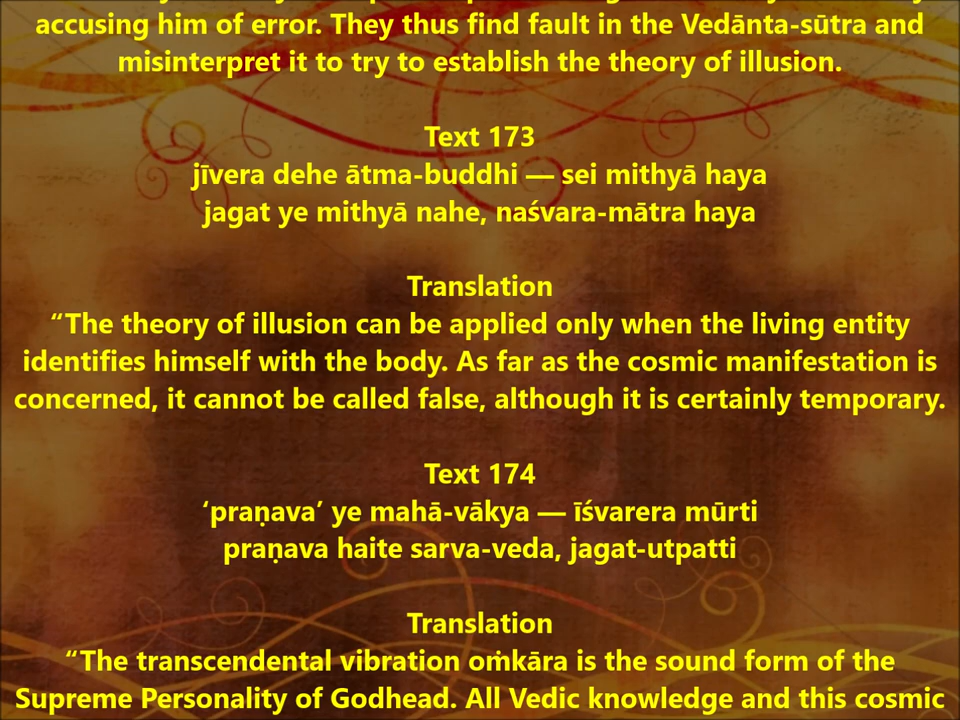 accusing him of error. They thus find fault in the Vedānta-sūtra and
misinterpret it to try to establish the theory of illusion.
Text 173
jīvera dehe ātma-buddhi — sei mithyā haya
jagat ye mithyā nahe, naśvara-mātra haya
Translation
“The theory of illusion can be applied only when the living entity
identifies himself with the body. As far as the cosmic manifestation is
concerned, it cannot be called false, although it is certainly temporary.
Text 174
‘praṇava’ ye mahā-vākya — īśvarera mūrti
praṇava haite sarva-veda, jagat-utpatti
Translation
“The transcendental vibration oṁkāra is the sound form of the
Supreme Personality of Godhead. All Vedic knowledge and this cosmic